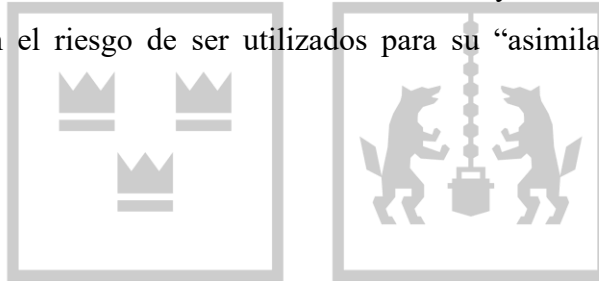 el riesgo de ser utilizados para su “asimila